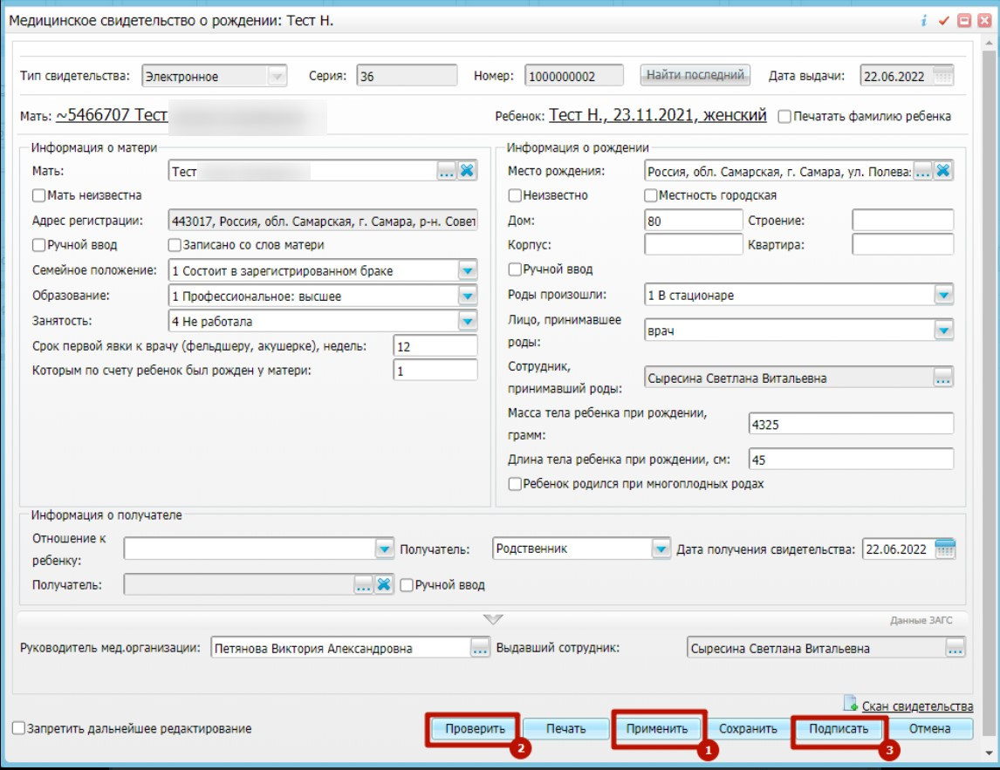 Медицинское свидетельство о рождении: Тест Н.
Тип свидетельства: Электронное Серия: 36 Номер: 1000000002 Найти последний Дата выдачи: 22.06.2022
Мать: ~5466707 Тест Ребенок: Тест Н., 23.11.2021, женский Печатать фамилию ребенка
Информация о матери
Мать: Тест ...
Мать неизвестна
Адрес регистрации: 443017, Россия, обл. Самарская, г. Самара, р-н. Совет
Ручной ввод Записано со слов матери
Семейное положение: 1 Состоит в зарегистрированном браке
Образование: 1 Профессиональное: высшее
Занятость: 4 Не работала
Срок первой явки к врачу (фельдшеру, акушерке), недель: 12
Которым по счету ребенок был рожден у матери: 1
Информация о рождении
Место рождения: Россия, обл. Самарская, г. Самара, ул. Полевая ...
Неизвестно Местность городская
Дом: 80 Строение:
Корпус: Квартира:
Ручной ввод
Роды произошли: 1 В стационаре
Лицо, принимавшее
роды: врач
Сотрудник,
принимавший роды: Сыресина Светлана Витальевна ...
Масса тела ребенка при рождении,
грамм: 4325
Длина тела ребенка при рождении, см: 45
Ребенок родился при многоплодных родах
Информация о получателе
Отношение к
ребенку: Получатель: Родственник Дата получения свидетельства: 22.06.2022
Получатель: ... Ручной ввод
Данные ЗАГС
Руководитель мед.организации: Петянова Виктория Александровна ... Выдавший сотрудник: Сыресина Светлана Витальевна ...
Скан свидетельства
Запретить дальнейшее редактирование Проверить Печать Применить Сохранить Подписать Отмена
2 1 3